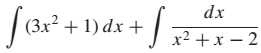 ∫(3x² + 1) dx + ∫ dx / (x² + x − 2)